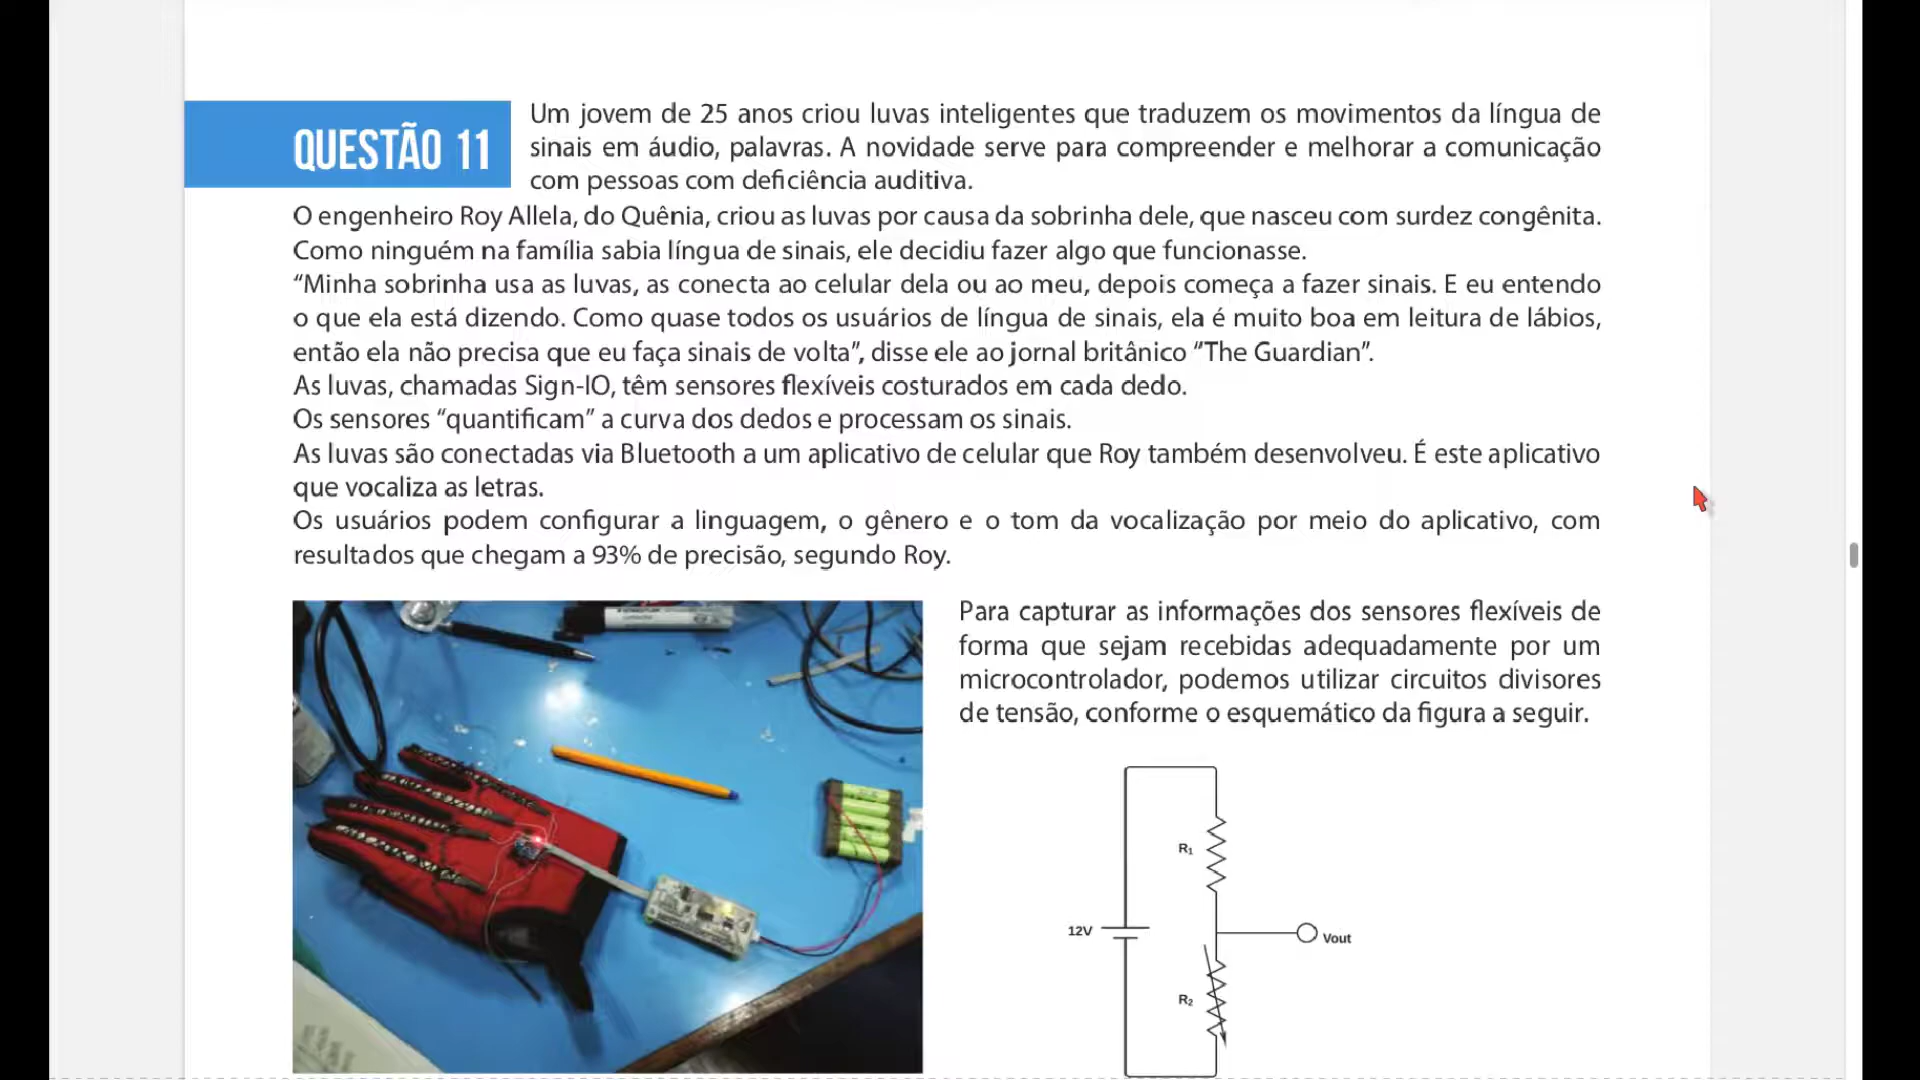 QUESTÃO 11
Um jovem de 25 anos criou luvas inteligentes que traduzem os movimentos da língua de
sinais em áudio, palavras. A novidade serve para compreender e melhorar a comunicação
com pessoas com deficiência auditiva.
O engenheiro Roy Allela, do Quênia, criou as luvas por causa da sobrinha dele, que nasceu com surdez congênita.
Como ninguém na família sabia língua de sinais, ele decidiu fazer algo que funcionasse.
“Minha sobrinha usa as luvas, as conecta ao celular dela ou ao meu, depois começa a fazer sinais. E eu entendo
o que ela está dizendo. Como quase todos os usuários de língua de sinais, ela é muito boa em leitura de lábios,
então ela não precisa que eu faça sinais de volta”, disse ele ao jornal britânico “The Guardian”.
As luvas, chamadas Sign-IO, têm sensores flexíveis costurados em cada dedo.
Os sensores “quantificam” a curva dos dedos e processam os sinais.
As luvas são conectadas via Bluetooth a um aplicativo de celular que Roy também desenvolveu. É este aplicativo
que vocaliza as letras.
Os usuários podem configurar a linguagem, o gênero e o tom da vocalização por meio do aplicativo, com
resultados que chegam a 93% de precisão, segundo Roy.
Para capturar as informações dos sensores flexíveis de
forma que sejam recebidas adequadamente por um
microcontrolador, podemos utilizar circuitos divisores
de tensão, conforme o esquemático da figura a seguir.
R1
12V
Vout
R2